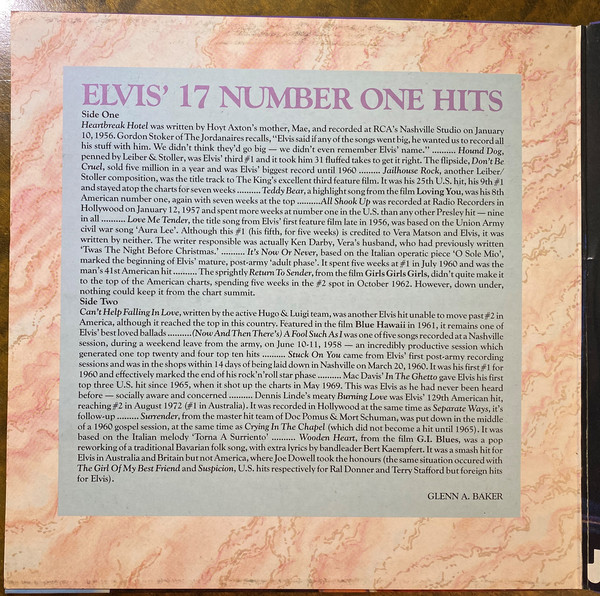 ELVIS' 17 NUMBER ONE HITS
Side One
Heartbreak Hotel was written by Hoyt Axton's mother, Mae, and recorded at RCA's Nashville Studio on January
10, 1956. Gordon Stoker of The Jordanaires recalls, "Elvis said if any of the songs went big, he wanted us to record all
his stuff with him. We didn't think they'd go big — we didn't even remember Elvis' name." .......... Hound Dog,
penned by Leiber & Stoller, was Elvis' third #1 and it took him 31 fluffed takes to get it right. The flipside, Don't Be
Cruel, sold five million in a year and was Elvis' biggest record until 1960 .......... Jailhouse Rock, another Leiber/
Stoller composition, was the title track to The King's excellent third feature film. It was his 25th U.S. hit, his 9th #1
and stayed atop the charts for seven weeks .......... Teddy Bear, a highlight song from the film Loving You, was his 8th
American number one, again with seven weeks at the top ..........All Shook Up was recorded at Radio Recorders in
Hollywood on January 12, 1957 and spent more weeks at number one in the U.S. than any other Presley hit — nine
in all .......... Love Me Tender, the title song from Elvis' first feature film late in 1956, was based on the Union Army
civil war song 'Aura Lee'. Although this #1 (his fifth, for five weeks) is credited to Vera Matson and Elvis, it was
written by neither. The writer responsible was actually Ken Darby, Vera's husband, who had previously written
'Twas The Night Before Christmas.' .......... It's Now Or Never, based on the Italian operatic piece 'O Sole Mio',
marked the beginning of Elvis' mature, post-army 'adult phase'. It spent five weeks at #1 in July 1960 and was the
man's 41st American hit .......... The sprightly Return To Sender, from the film Girls Girls Girls, didn't quite make it
to the top of the American charts, spending five weeks in the #2 spot in October 1962. However, down under,
nothing could keep it from the chart summit.
Side Two
Can't Help Falling In Love, written by the active Hugo & Luigi team, was another Elvis hit unable to move past #2 in
America, although it reached the top in this country. Featured in the film Blue Hawaii in 1961, it remains one of
Elvis' best loved ballads ..........(Now And Then There's) A Fool Such As I was one of five songs recorded at a Nashville
session, during a weekend leave from the army, on June 10-11, 1958 — an incredibly productive session which
generated one top twenty and four top ten hits .......... Stuck On You came from Elvis' first post-army recording
sessions and was in the shops within 14 days of being laid down in Nashville on March 20, 1960. It was his first #1 for
1960 and effectively marked the end of his rock'n'roll star phase .......... Mac Davis' In The Ghetto gave Elvis his first
top three U.S. hit since 1965, when it shot up the charts in May 1969. This was Elvis as he had never been heard
before — socially aware and concerned .......... Dennis Linde's meaty Burning Love was Elvis' 129th American hit,
reaching #2 in August 1972 (#1 in Australia). It was recorded in Hollywood at the same time as Separate Ways, it's
follow-up .......... Surrender, from the master hit team of Doc Pomus & Mort Schuman, was put down in the middle
of a 1960 gospel session, at the same time as Crying In The Chapel (which did not become a hit until 1965). It was
based on the Italian melody 'Torna A Surriento' .......... Wooden Heart, from the film G.I. Blues, was a pop
reworking of a traditional Bavarian folk song, with extra lyrics by bandleader Bert Kaempfert. It was a smash hit for
Elvis in Australia and Britain but not America, where Joe Dowell took the honours (the same situation occured with
The Girl Of My Best Friend and Suspicion, U.S. hits respectively for Ral Donner and Terry Stafford but foreign hits
for Elvis).
GLENN A. BAKER